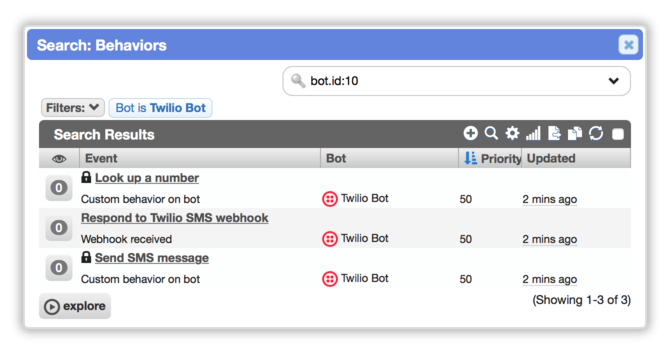 Search: Behaviors
bot.id:10
Filters: Bot is Twilio Bot
Search Results
Event Bot Priority Updated
0 Look up a number
Custom behavior on bot Twilio Bot 50 2 mins ago
0 Respond to Twilio SMS webhook
Webhook received Twilio Bot 50 2 mins ago
0 Send SMS message
Custom behavior on bot Twilio Bot 50 2 mins ago
explore (Showing 1-3 of 3)